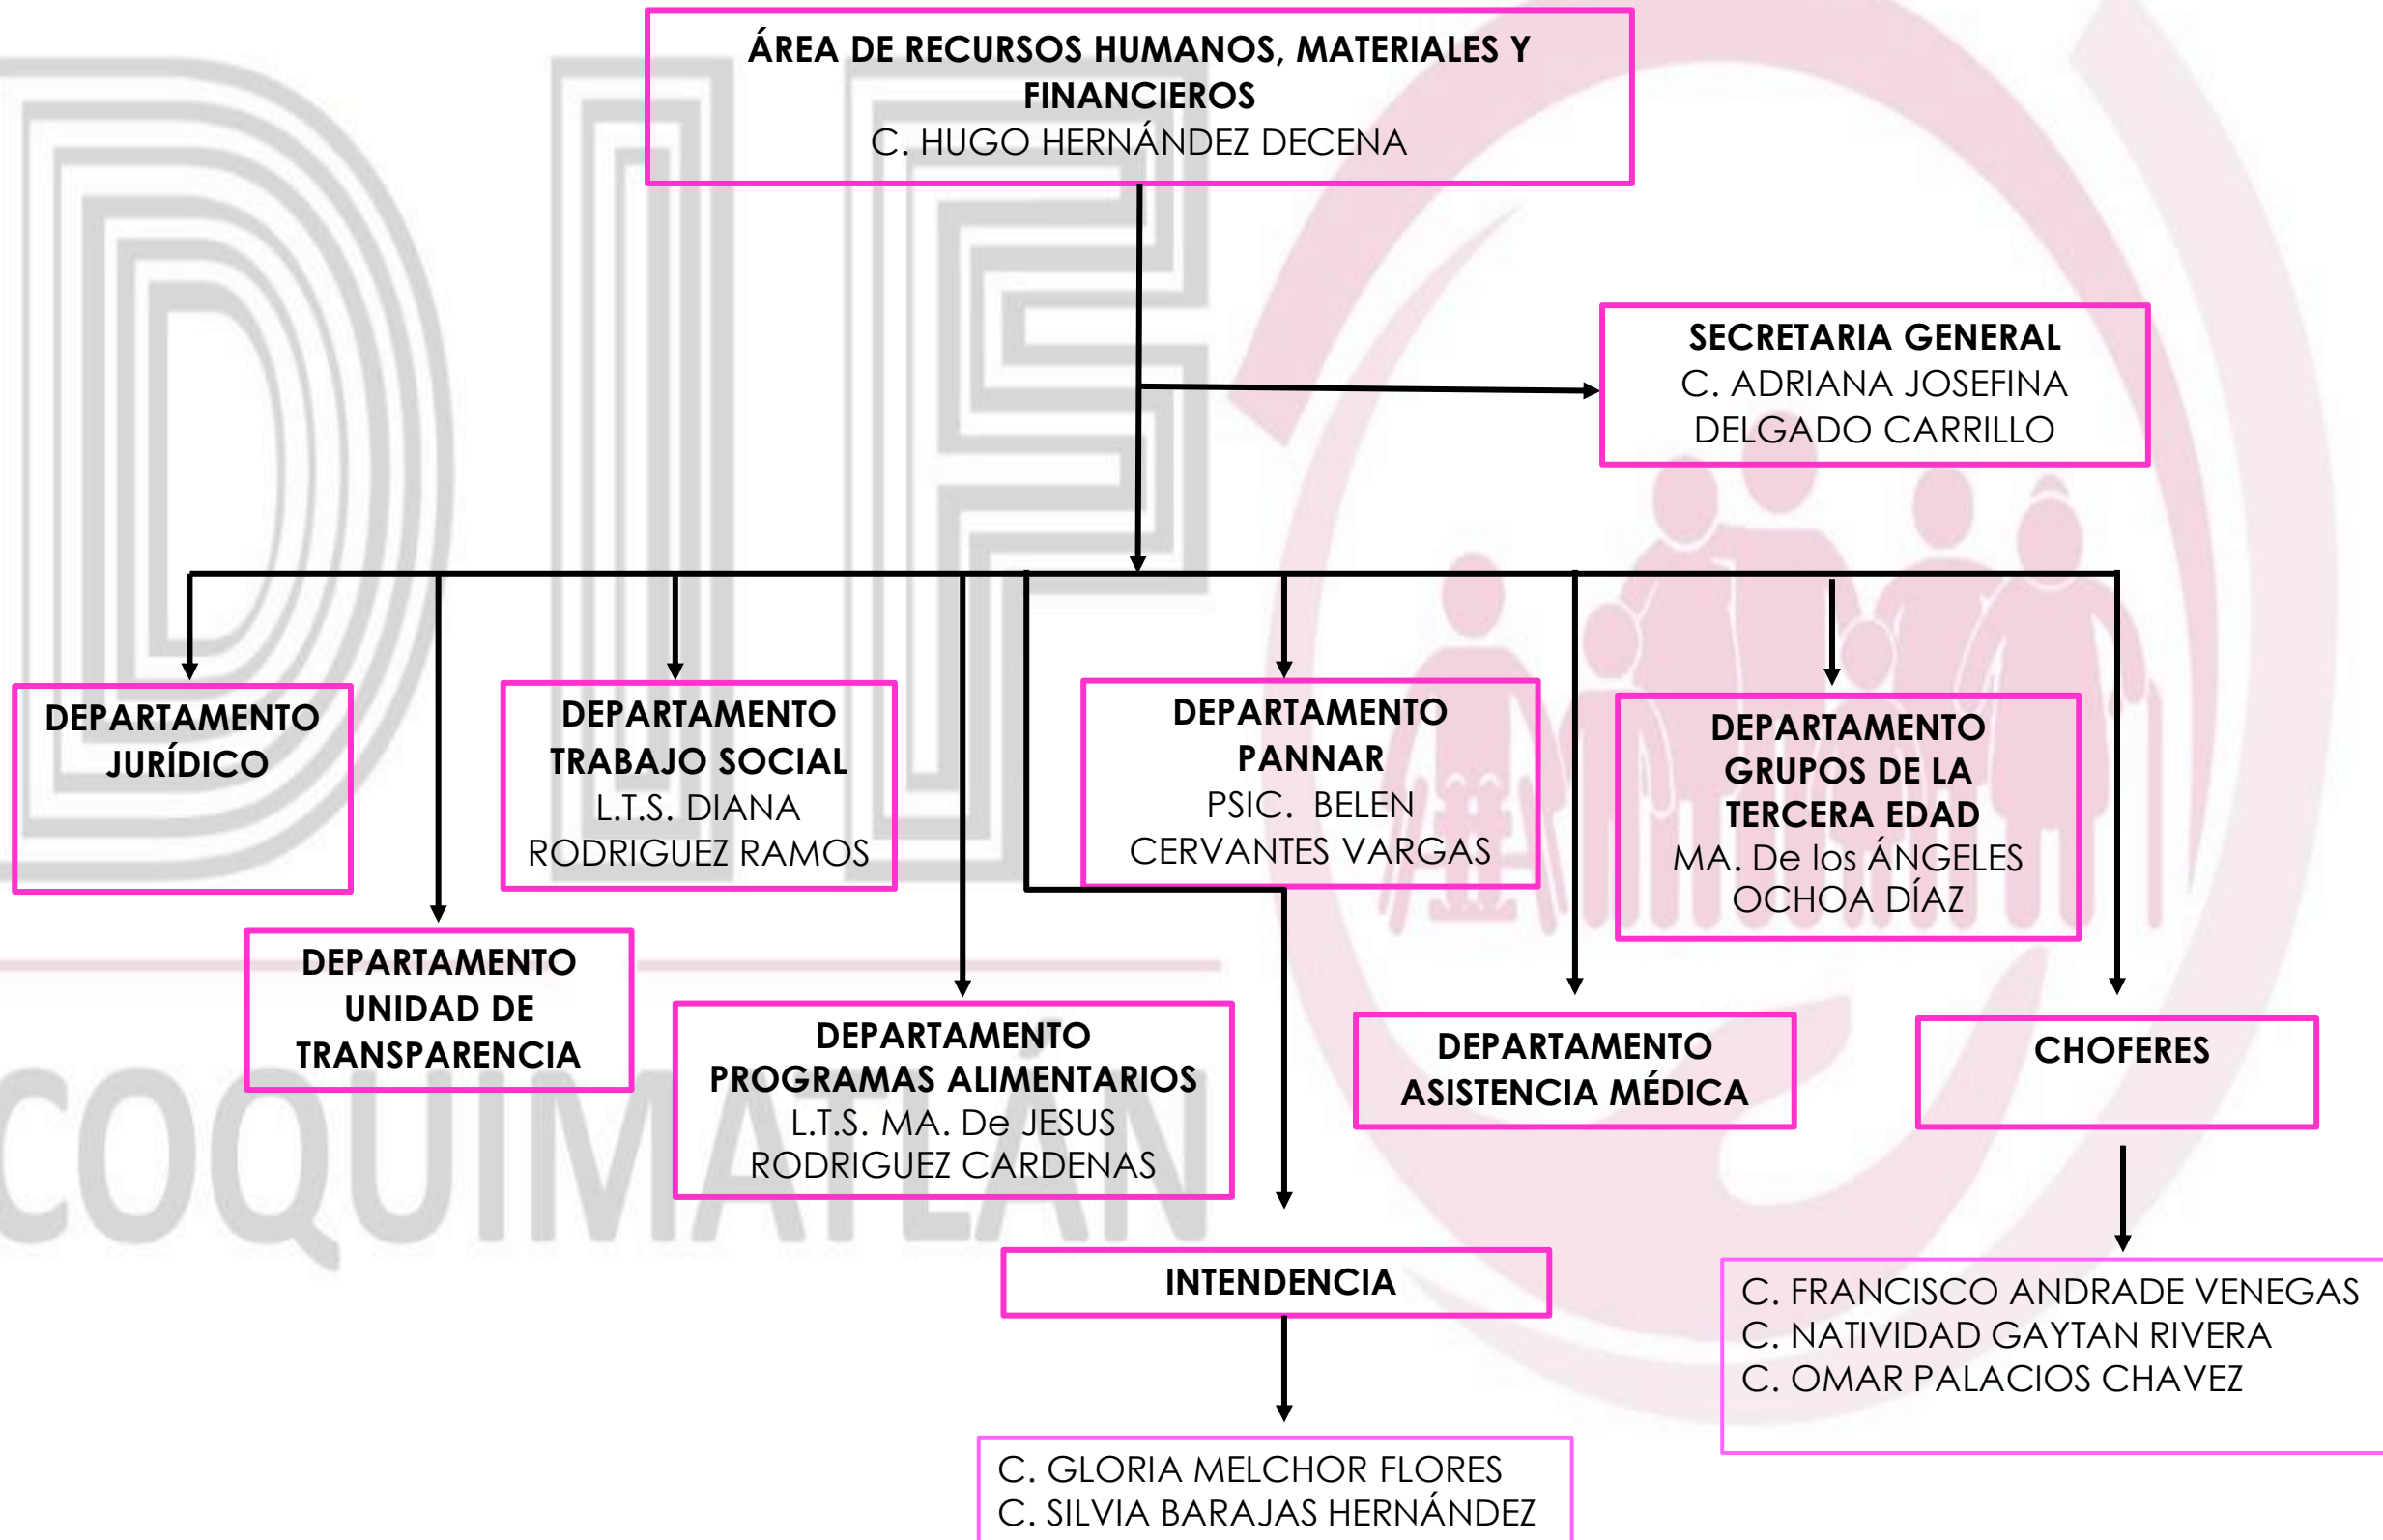 ÁREA DE RECURSOS HUMANOS, MATERIALES Y
FINANCIEROS
C. HUGO HERNÁNDEZ DECENA
SECRETARIA GENERAL
C. ADRIANA JOSEFINA
DELGADO CARRILLO
DEPARTAMENTO
JURÍDICO
DEPARTAMENTO
TRABAJO SOCIAL
L.T.S. DIANA
RODRIGUEZ RAMOS
DEPARTAMENTO
PANNAR
PSIC. BELEN
CERVANTES VARGAS
DEPARTAMENTO
GRUPOS DE LA
TERCERA EDAD
MA. De los ÁNGELES
OCHOA DÍAZ
DEPARTAMENTO
UNIDAD DE
TRANSPARENCIA
DEPARTAMENTO
PROGRAMAS ALIMENTARIOS
L.T.S. MA. De JESUS
RODRIGUEZ CARDENAS
DEPARTAMENTO
ASISTENCIA MÉDICA
CHOFERES
INTENDENCIA
C. FRANCISCO ANDRADE VENEGAS
C. NATIVIDAD GAYTAN RIVERA
C. OMAR PALACIOS CHAVEZ
C. GLORIA MELCHOR FLORES
C. SILVIA BARAJAS HERNÁNDEZ
DIF
COQUIMATLÁN